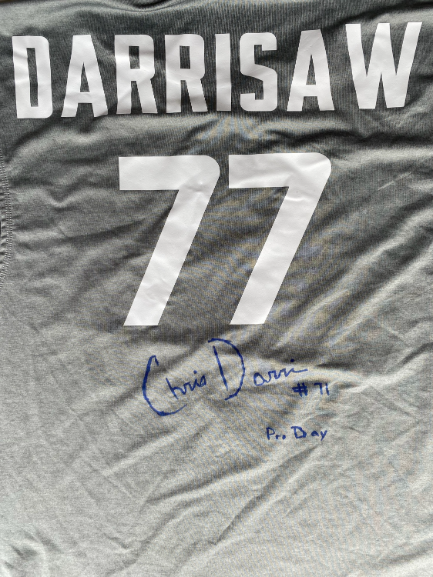 DARRISAW
77
Chris Darri
#71
Pro Day